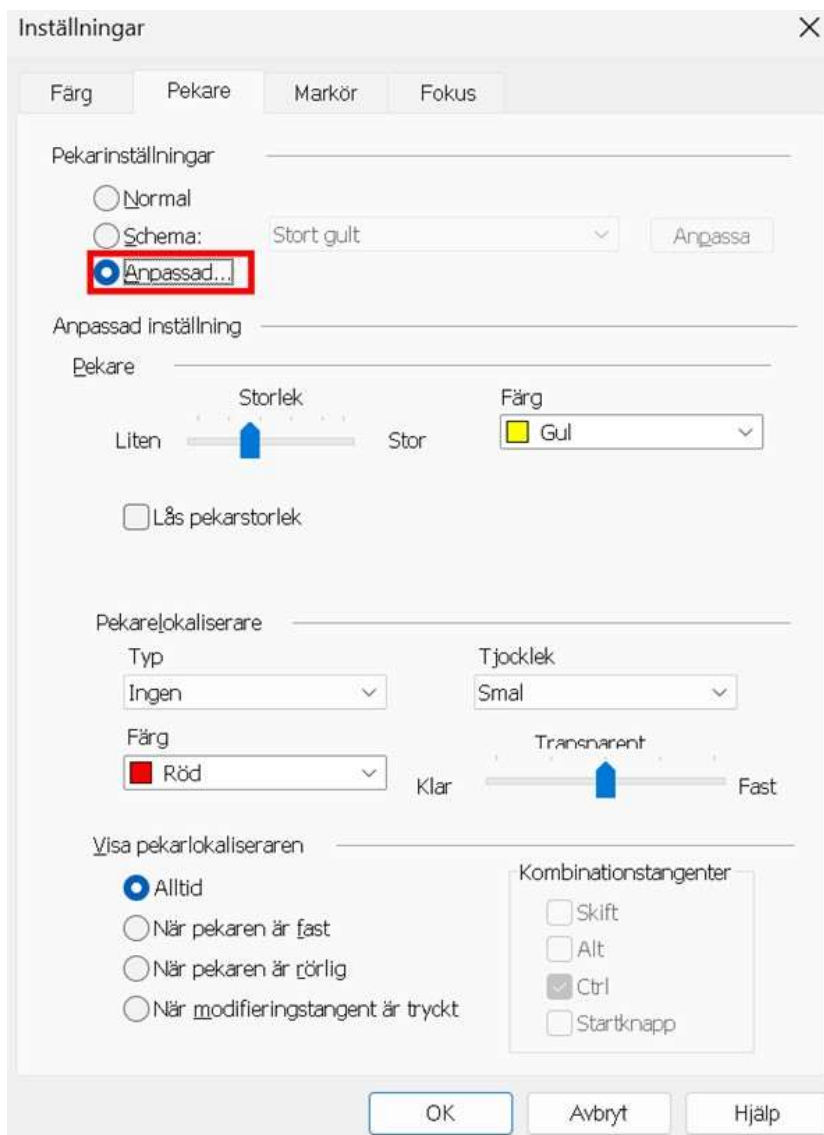 Inställningar
Färg Pekare Markör Fokus
Pekarinställningar
Normal
Schema: Stort gult Anpassa
Anpassad...
Anpassad inställning
Pekare
Storlek Färg
Liten Stor Gul
Lås pekarstorlek
Pekarelokaliserare
Typ Tjocklek
Ingen Smal
Färg Transparent
Röd Klar Fast
Visa pekarlokaliseraren
Kombinationstangenter
Alltid
Skift
När pekaren är fast
Alt
När pekaren är rörlig
Ctrl
När modifieringstangent är tryckt
Startknapp
OK Avbryt Hjälp